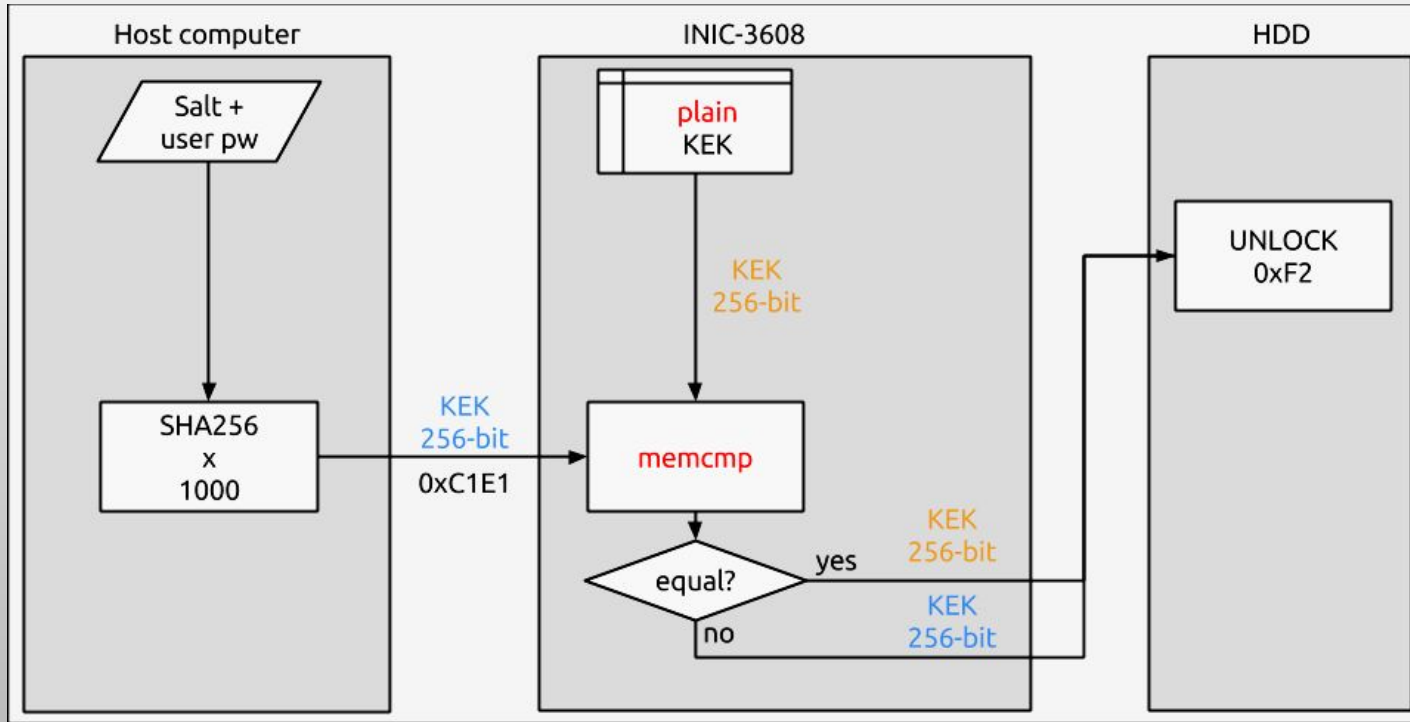 Host computer
INIC-3608
HDD
Salt +
user pw
plain
KEK
UNLOCK
0xF2
KEK
256-bit
SHA256
x
1000
KEK
256-bit
0xC1E1
memcmp
KEK
256-bit
equal?
yes
no
KEK
256-bit